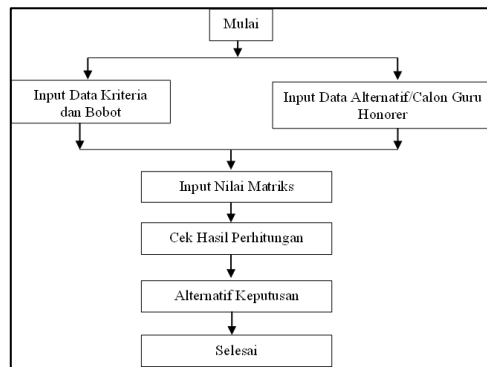 Mulai
Input Data Kriteria
dan Bobot
Input Data Alternatif/Calon Guru
Honorer
Input Nilai Matriks
Cek Hasil Perhitungan
Alternatif Keputusan
Selesai